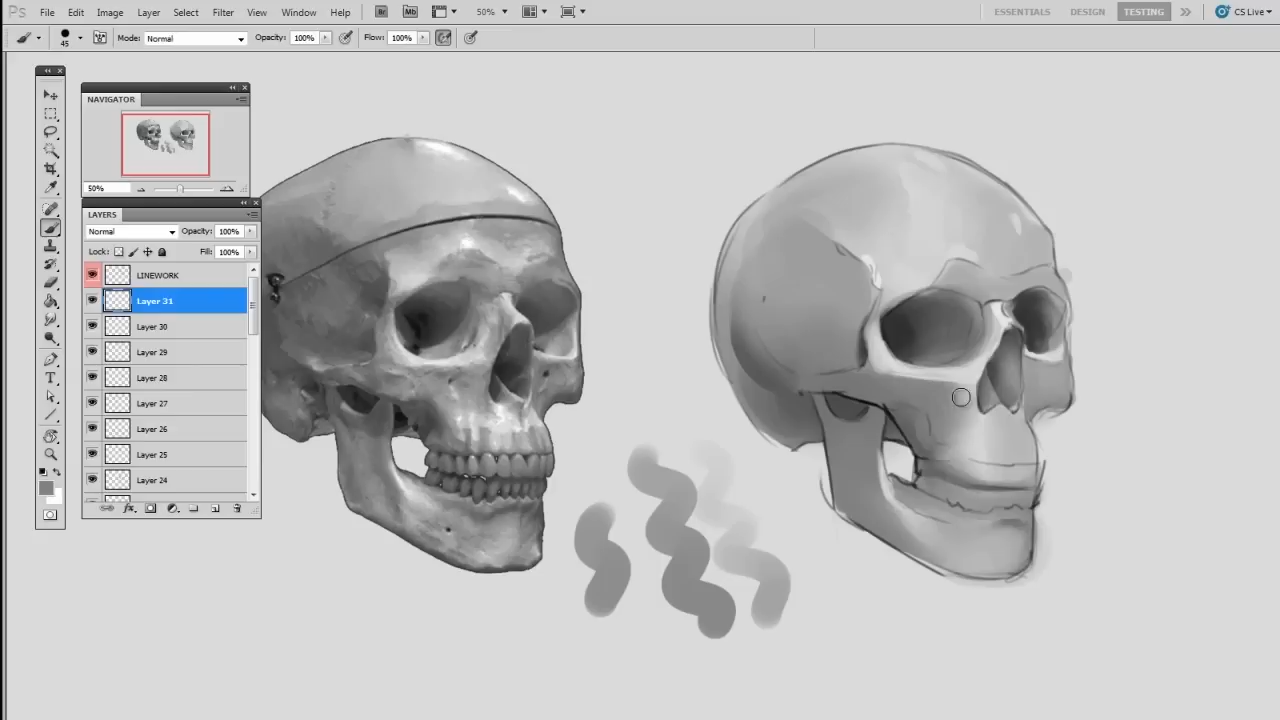 Ps File Edit Image Layer Select Filter View Window Help Br Mb 50% ESSENTIALS DESIGN TESTING CS Live
45 Mode: Normal Opacity: 100% Flow: 100%
NAVIGATOR
50%
LAYERS
Normal Opacity: 100%
Lock: Fill: 100%
LINEWORK
Layer 31
Layer 30
Layer 29
Layer 28
Layer 27
Layer 26
Layer 25
Layer 24
fx
T